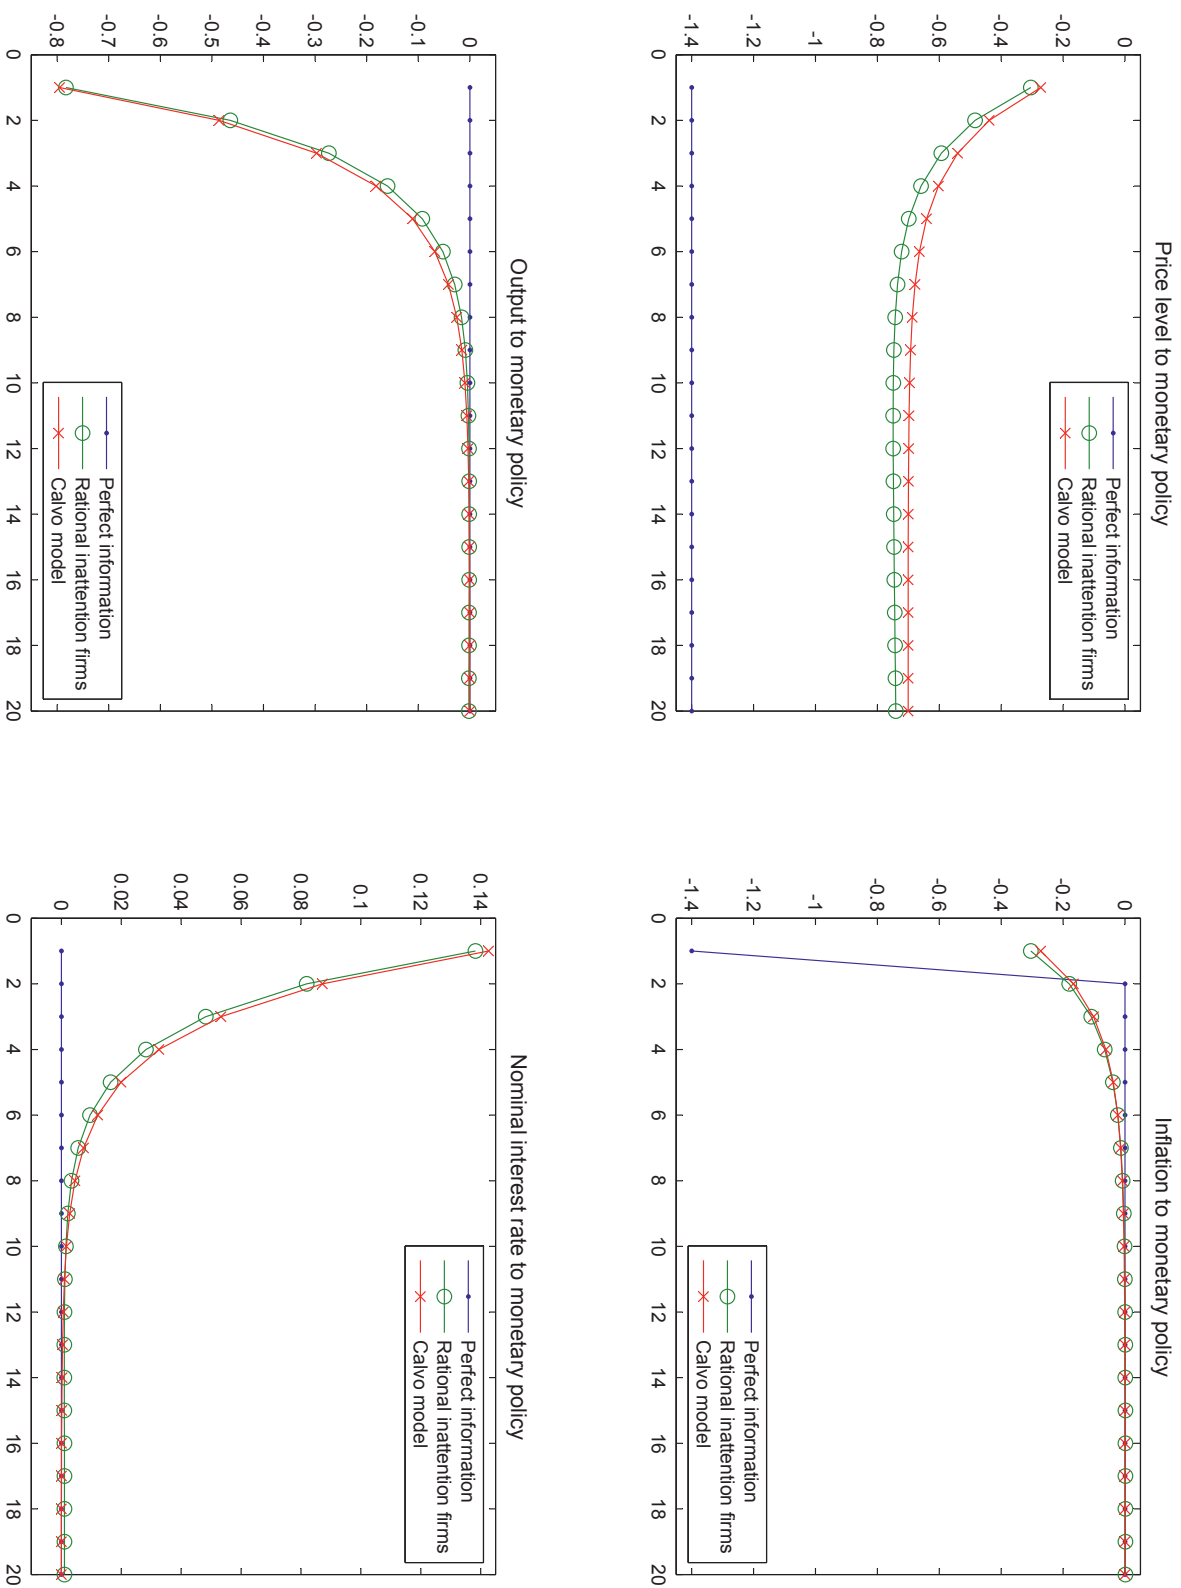 Price level to monetary policy
0
-0.2
-0.4
-0.6
-0.8
-1
-1.2
-1.4
0 2 4 6 8 10 12 14 16 18 20
Perfect information
Rational inattention firms
Calvo model
Inflation to monetary policy
0
-0.2
-0.4
-0.6
-0.8
-1
-1.2
-1.4
0 2 4 6 8 10 12 14 16 18 20
Perfect information
Rational inattention firms
Calvo model
Output to monetary policy
0
-0.1
-0.2
-0.3
-0.4
-0.5
-0.6
-0.7
-0.8
0 2 4 6 8 10 12 14 16 18 20
Perfect information
Rational inattention firms
Calvo model
Nominal interest rate to monetary policy
0.14
0.12
0.1
0.08
0.06
0.04
0.02
0
0 2 4 6 8 10 12 14 16 18 20
Perfect information
Rational inattention firms
Calvo model